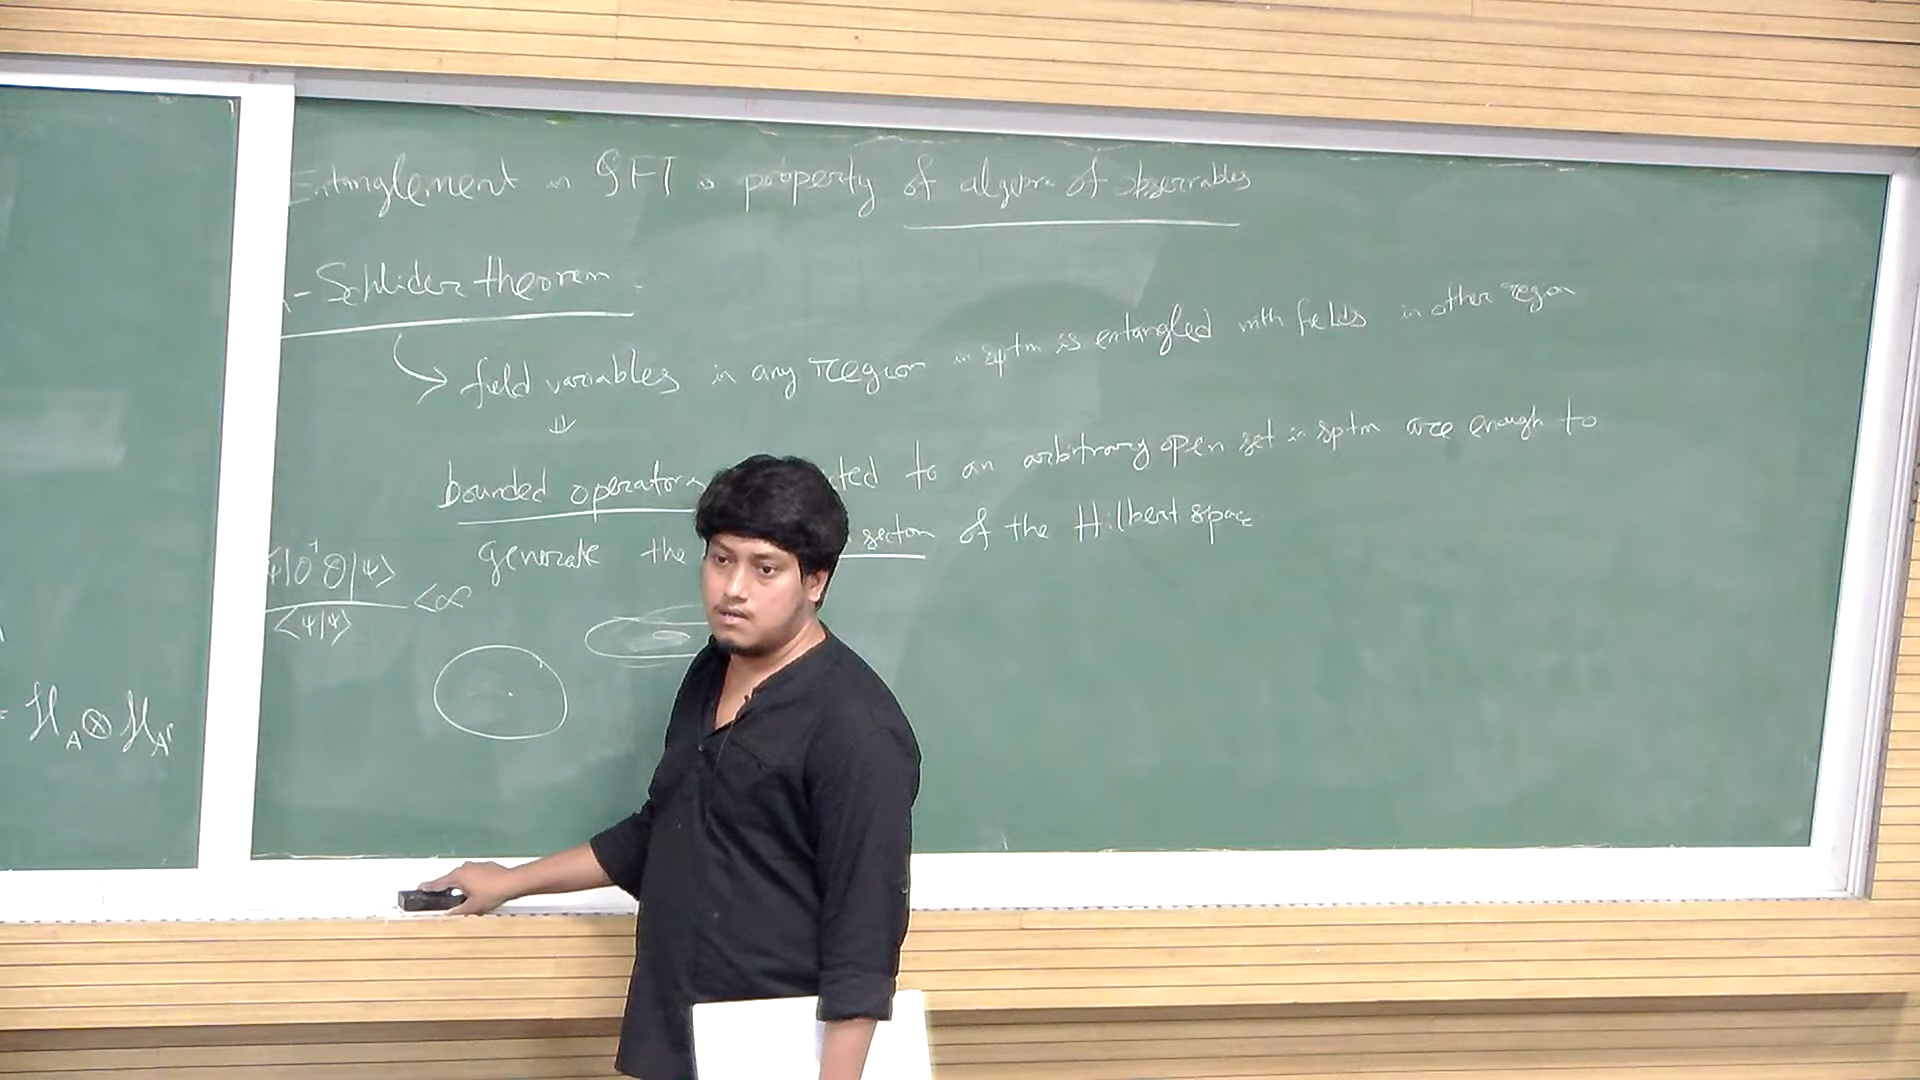 Entanglement in QFT is property of algebra of observables
-Schlider theorem
field variables in any region in sptm is entangled with fields in other region
⇓
bounded operators rted to an arbitrary open set in sptm are enough to
generate the sector of the Hilbert space
<ψ|O†O|ψ> / <ψ|ψ> < ∞
= H_A ⊗ H_A'